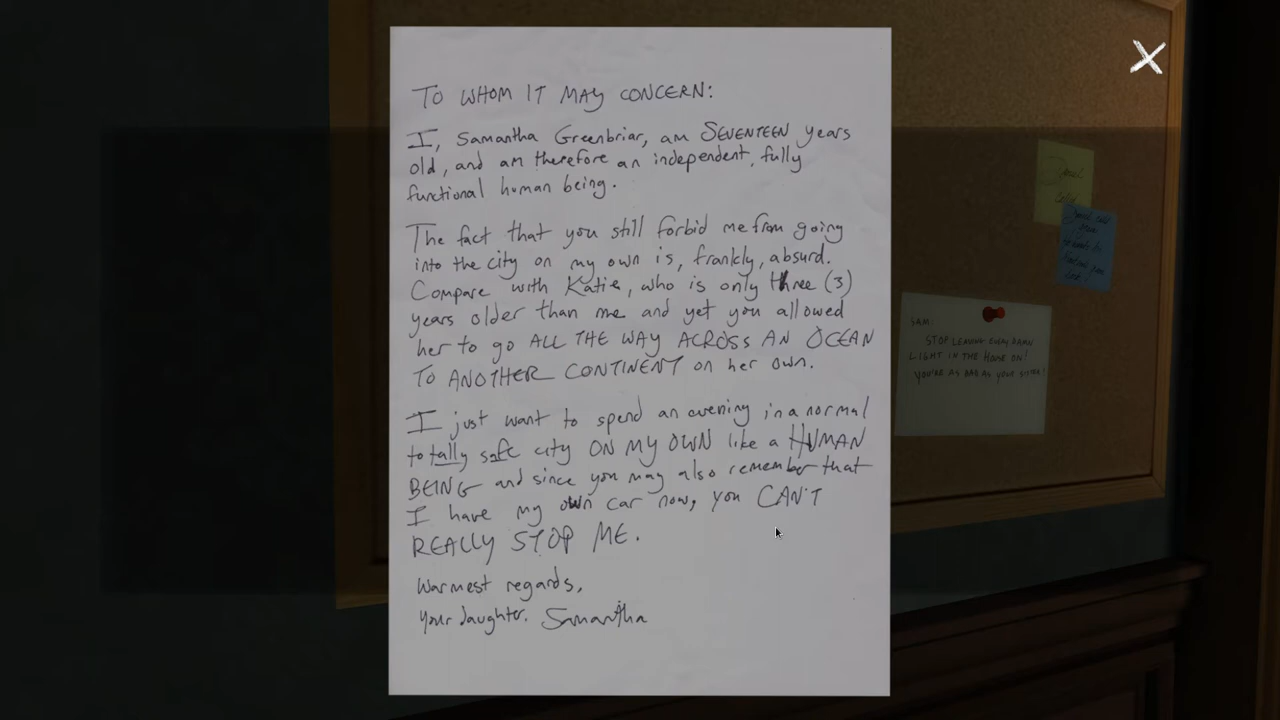 TO WHOM IT MAY CONCERN:
I, Samantha Greenbriar, am SEVENTEEN years
old, and am therefore an independent, fully
functional human being.
The fact that you still forbid me from going
into the city on my own is, frankly, absurd.
Compare with Katie, who is only three (3)
years older than me and yet you allowed
her to go ALL THE WAY ACROSS AN OCEAN
TO ANOTHER CONTINENT on her own.
I just want to spend an evening in a normal
totally safe city ON MY OWN like a HUMAN
BEING and since you may also remember that
I have my own car now, you CAN'T
REALLY STOP ME.
Warmest regards,
Your daughter. Samantha
SAM:
STOP LEAVING EVERY DAMN
LIGHT IN THE HOUSE ON!
YOU'RE AS BAD AS YOUR SISTER!